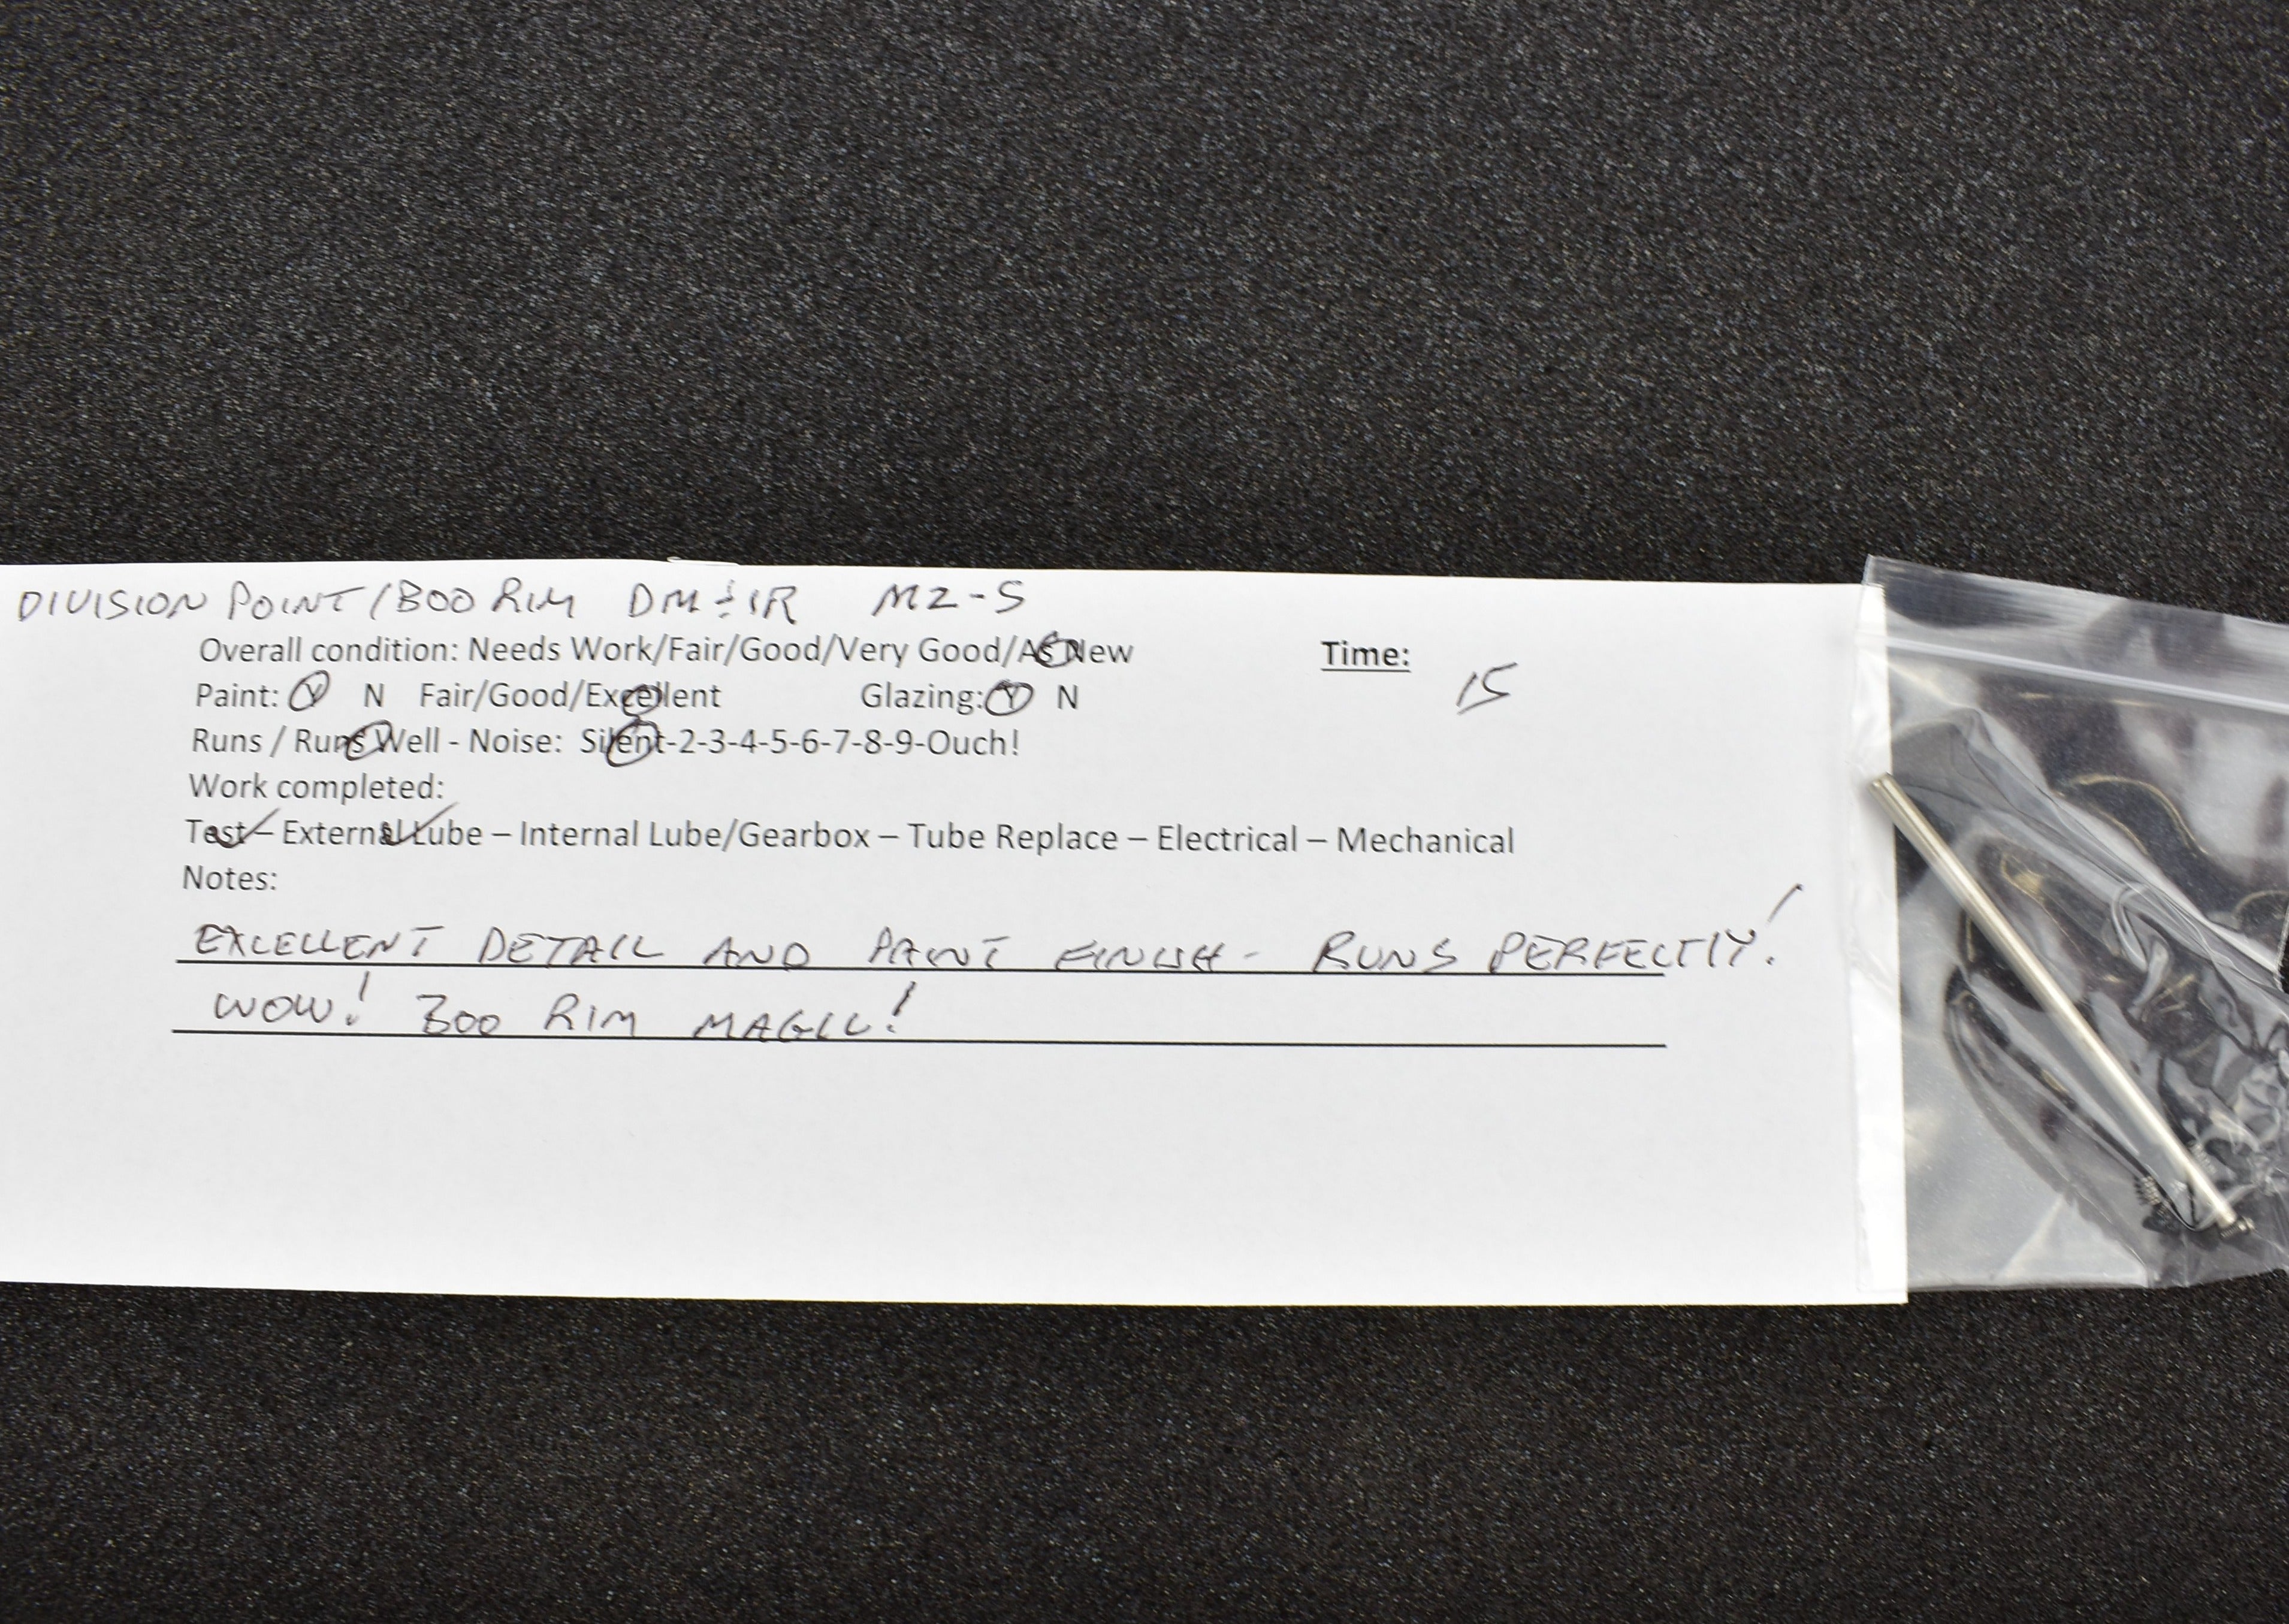 DIVISION POINT/BOO RIM DM & IR M2-S
Overall condition: Needs Work/Fair/Good/Very Good/As New Time:
Paint: Y N Fair/Good/Excellent Glazing: Y N 15
Runs / Runs Well - Noise: Silent-2-3-4-5-6-7-8-9-Ouch!
Work completed:
Test – External Lube – Internal Lube/Gearbox – Tube Replace – Electrical – Mechanical
Notes:
EXCELLENT DETAIL AND PAINT FINISH - RUNS PERFECTLY!
WOW! BOO RIM MAGIC!